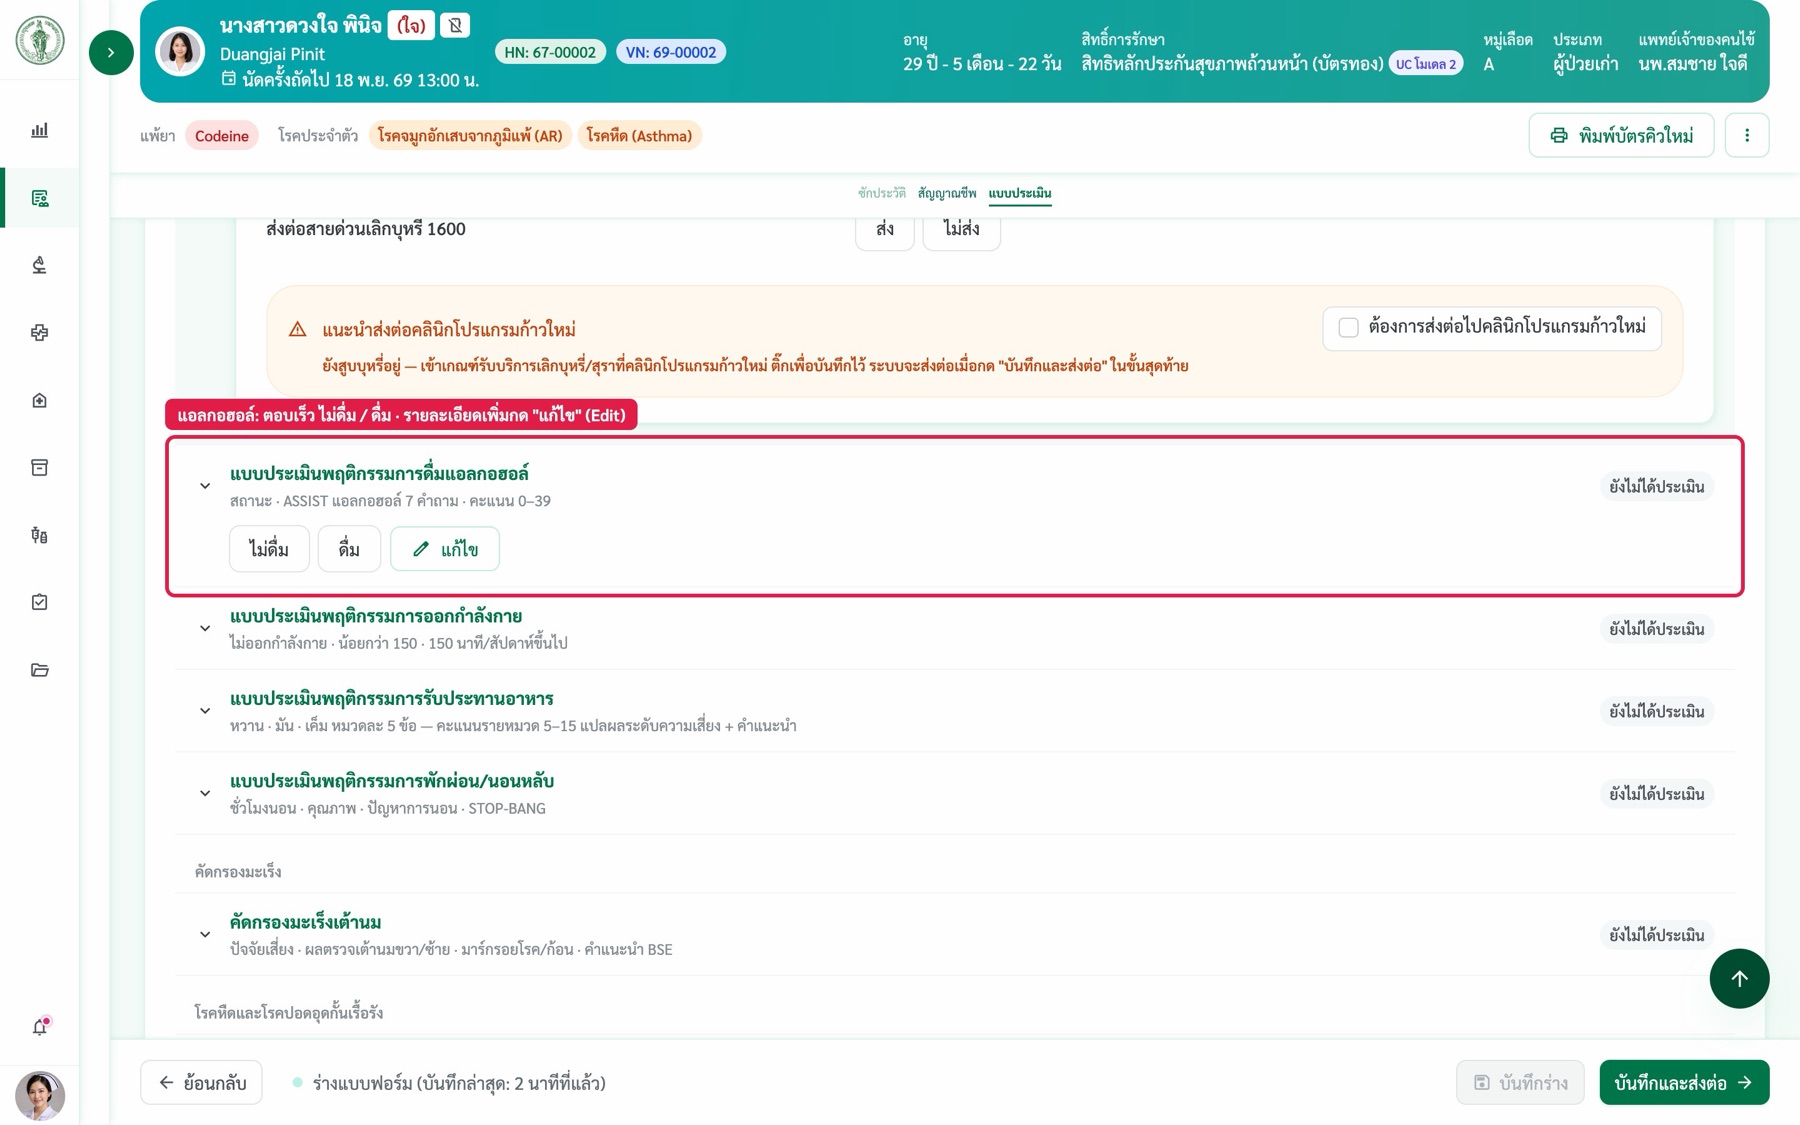 นางสาวดวงใจ พินิจ (ใจ)
Duangjai Pinit
นัดครั้งถัดไป 18 พ.ย. 69 13:00 น.
HN: 67-00002 VN: 69-00002
อายุ
29 ปี - 5 เดือน - 22 วัน
สิทธิ์การรักษา
สิทธิหลักประกันสุขภาพถ้วนหน้า (บัตรทอง) UC โมเดล 2
หมู่เลือด
A
ประเภท
ผู้ป่วยเก่า
แพทย์เจ้าของคนไข้
นพ.สมชาย ใจดี
แพ้ยา Codeine โรคประจำตัว โรคจมูกอักเสบจากภูมิแพ้ (AR) โรคหืด (Asthma)
พิมพ์บัตรคิวใหม่
ซักประวัติ สัญญาณชีพ แบบประเมิน
ส่งต่อสายด่วนเลิกบุหรี่ 1600 ส่ง ไม่ส่ง
แนะนำส่งต่อคลินิกโปรแกรมก้าวใหม่
ต้องการส่งต่อไปคลินิกโปรแกรมก้าวใหม่
ยังสูบบุหรี่อยู่ — เข้าเกณฑ์รับบริการเลิกบุหรี่/สุราที่คลินิกโปรแกรมก้าวใหม่ ติ๊กเพื่อบันทึกไว้ ระบบจะส่งต่อเมื่อกด "บันทึกและส่งต่อ" ในขั้นสุดท้าย
แอลกอฮอล์: ตอบเร็ว ไม่ดื่ม / ดื่ม · รายละเอียดเพิ่มกด "แก้ไข" (Edit)
แบบประเมินพฤติกรรมการดื่มแอลกอฮอล์
สถานะ · ASSIST แอลกอฮอล์ 7 คำถาม · คะแนน 0–39
ยังไม่ได้ประเมิน
ไม่ดื่ม ดื่ม แก้ไข
แบบประเมินพฤติกรรมการออกกำลังกาย
ไม่ออกกำลังกาย · น้อยกว่า 150 · 150 นาที/สัปดาห์ขึ้นไป
ยังไม่ได้ประเมิน
แบบประเมินพฤติกรรมการรับประทานอาหาร
หวาน · มัน · เค็ม หมวดละ 5 ข้อ — คะแนนรายหมวด 5–15 แปลผลระดับความเสี่ยง + คำแนะนำ
ยังไม่ได้ประเมิน
แบบประเมินพฤติกรรมการพักผ่อน/นอนหลับ
ชั่วโมงนอน · คุณภาพ · ปัญหาการนอน · STOP-BANG
ยังไม่ได้ประเมิน
คัดกรองมะเร็ง
คัดกรองมะเร็งเต้านม
ปัจจัยเสี่ยง · ผลตรวจเต้านมขวา/ซ้าย · มาร์กรอยโรค/ก้อน · คำแนะนำ BSE
ยังไม่ได้ประเมิน
โรคหืดและโรคปอดอุดกั้นเรื้อรัง
ย้อนกลับ ร่างแบบฟอร์ม (บันทึกล่าสุด: 2 นาทีที่แล้ว) บันทึกร่าง บันทึกและส่งต่อ